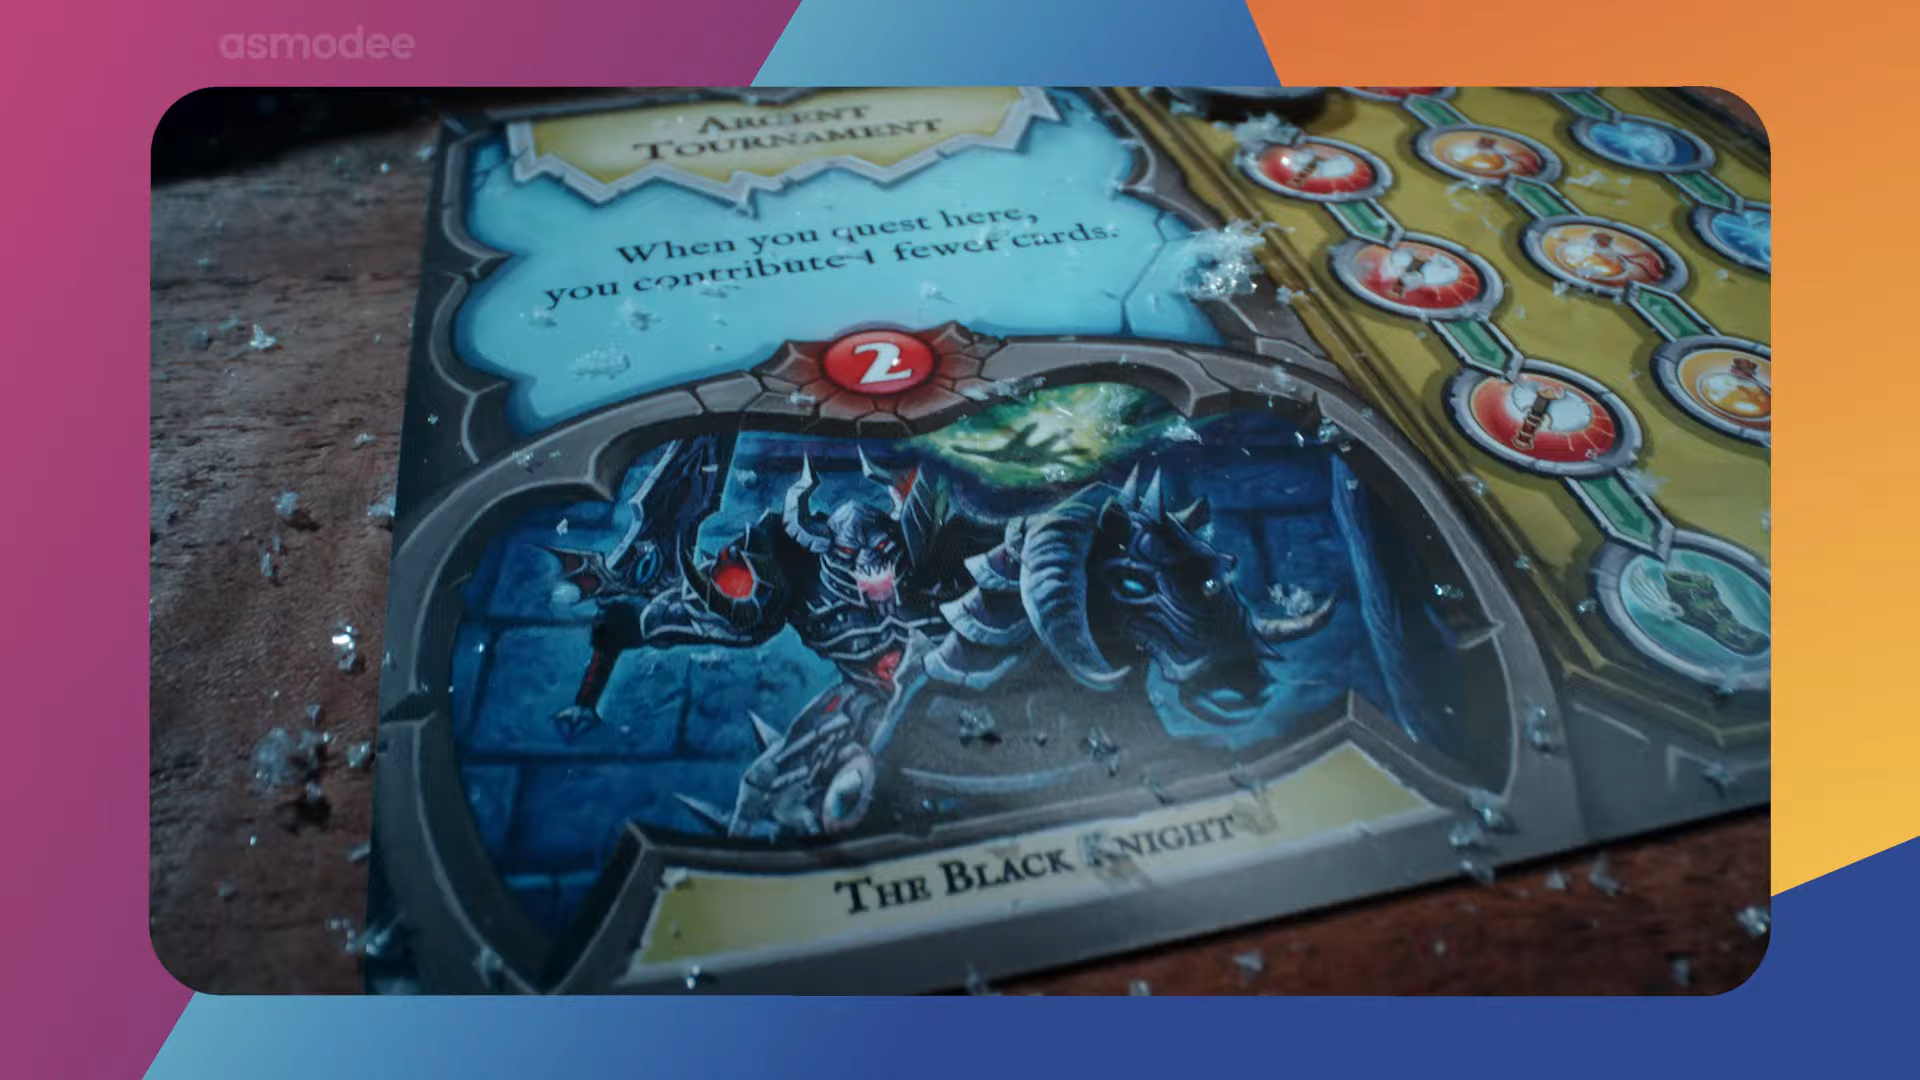 asmodee
ARGENT
TOURNAMENT
When you quest here,
you contribute 1 fewer cards.
2
THE BLACK KNIGHT